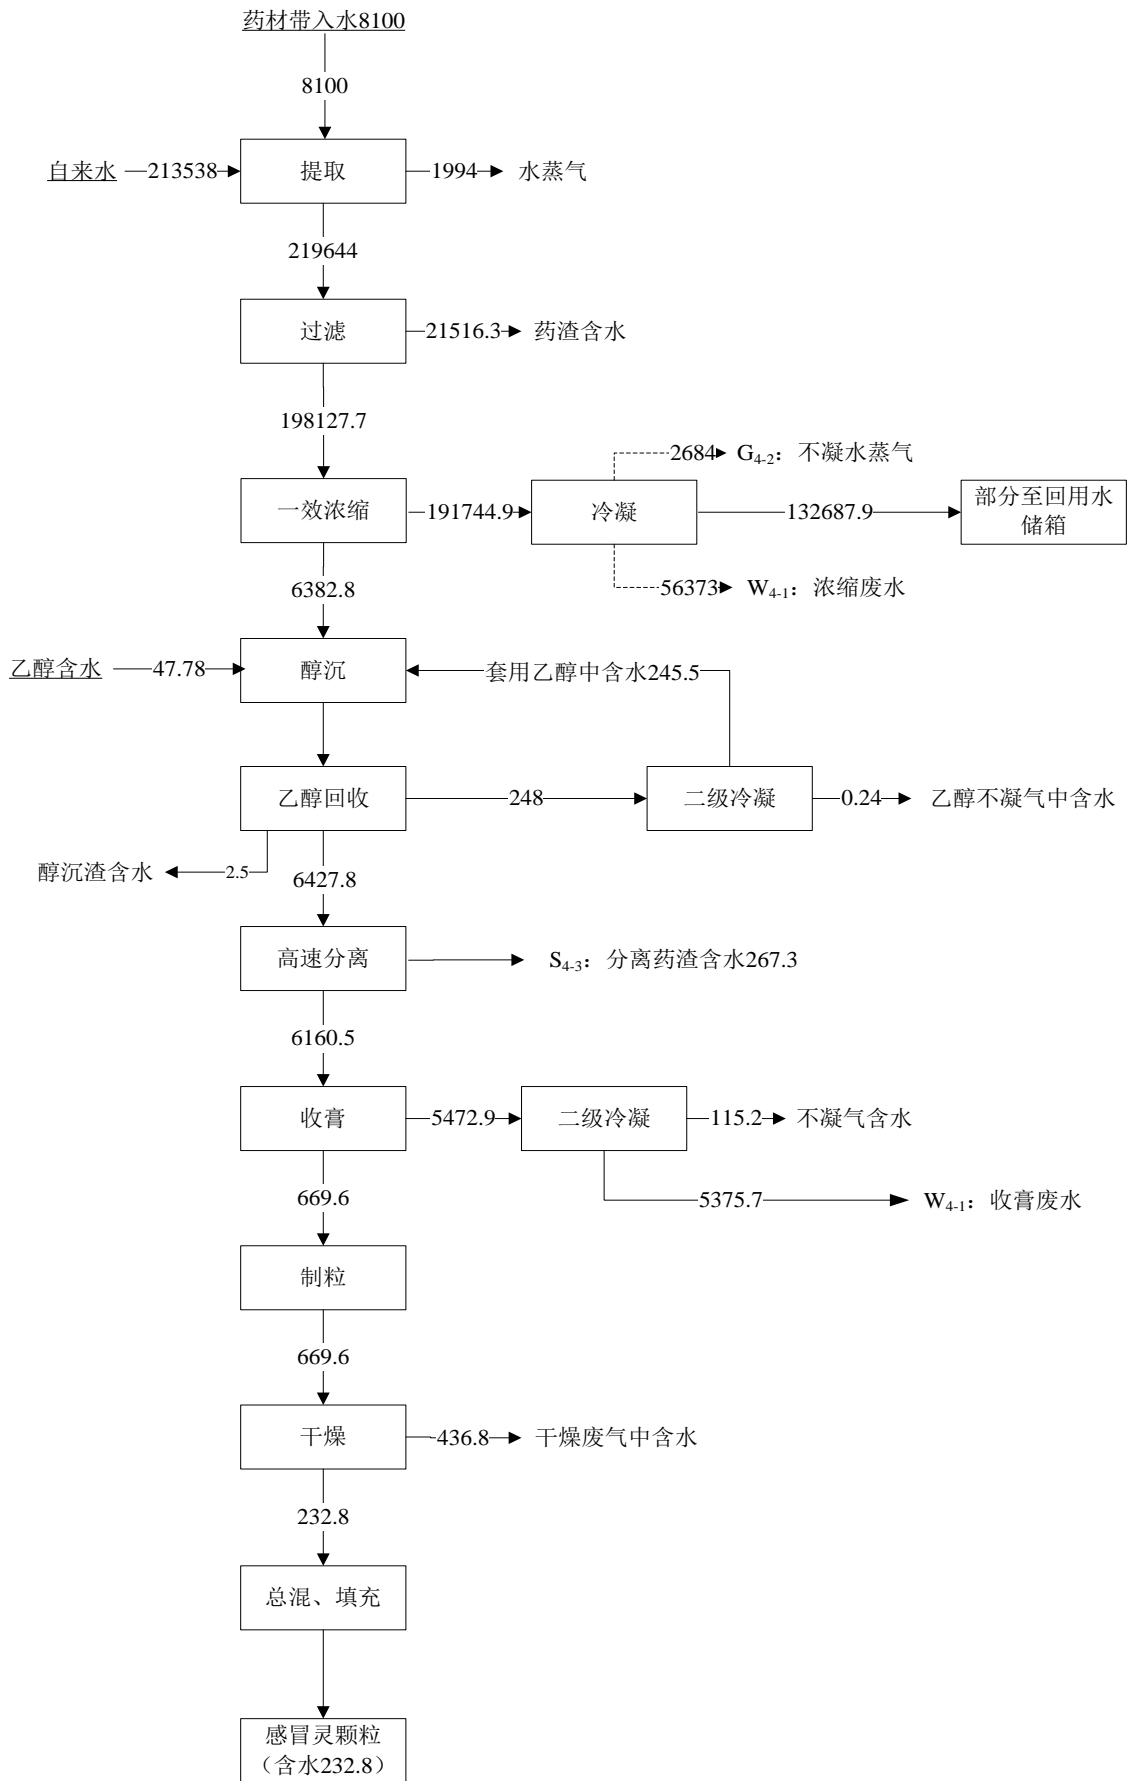 药材带入水8100
8100
自来水
213538
提取
1994
水蒸气
219644
过滤
21516.3
药渣含水
198127.7
2684
G4-2：不凝水蒸气
一效浓缩
191744.9
冷凝
132687.9
部分至回用水
储箱
6382.8
56373
W4-1：浓缩废水
乙醇含水
47.78
醇沉
套用乙醇中含水245.5
乙醇回收
248
二级冷凝
0.24
乙醇不凝气中含水
醇沉渣含水
2.5
6427.8
高速分离
S4-3：分离药渣含水267.3
6160.5
收膏
5472.9
二级冷凝
115.2
不凝气含水
669.6
5375.7
W4-1：收膏废水
制粒
669.6
干燥
436.8
干燥废气中含水
232.8
总混、填充
感冒灵颗粒
（含水232.8）